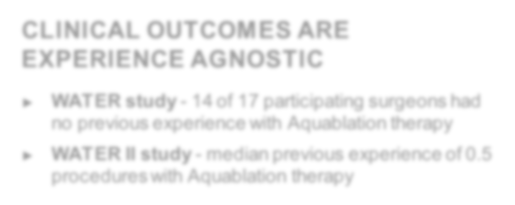 CLINICAL OUTCOMES ARE
EXPERIENCE AGNOSTIC
► WATER study - 14 of 17 participating surgeons had
no previous experience with Aquablation therapy
► WATER II study - median previous experience of 0.5
procedures with Aquablation therapy